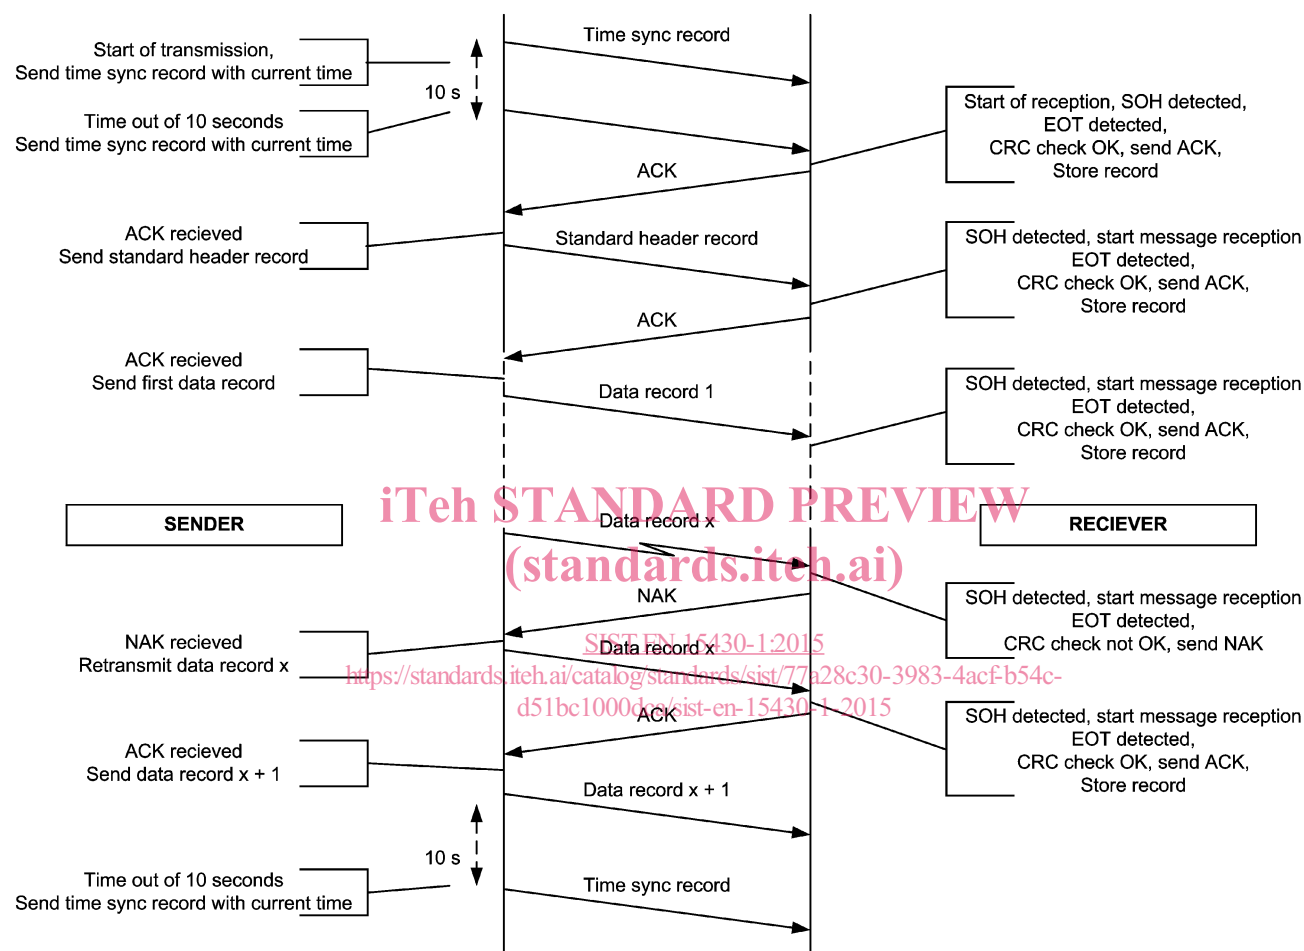 Time sync record
Start of transmission,
Send time sync record with current time
10 s
Time out of 10 seconds
Send time sync record with current time
Start of reception, SOH detected,
EOT detected,
CRC check OK, send ACK,
Store record
ACK
ACK recieved
Send standard header record
Standard header record
SOH detected, start message reception
EOT detected,
CRC check OK, send ACK,
Store record
ACK
ACK recieved
Send first data record
Data record 1
SOH detected, start message reception
EOT detected,
CRC check OK, send ACK,
Store record
iTeh STANDARD PREVIEW
(standards.iteh.ai)
SENDER
Data record x
RECIEVER
NAK
SOH detected, start message reception
EOT detected,
CRC check not OK, send NAK
NAK recieved
Retransmit data record x
SIST EN 15430-1:2015
Data record x
https://standards.iteh.ai/catalog/standards/sist/77a28c30-3983-4acf-b54c-
d51bc1000dca/sist-en-15430-1-2015
ACK
SOH detected, start message reception
EOT detected,
CRC check OK, send ACK,
Store record
ACK recieved
Send data record x + 1
Data record x + 1
10 s
Time out of 10 seconds
Send time sync record with current time
Time sync record